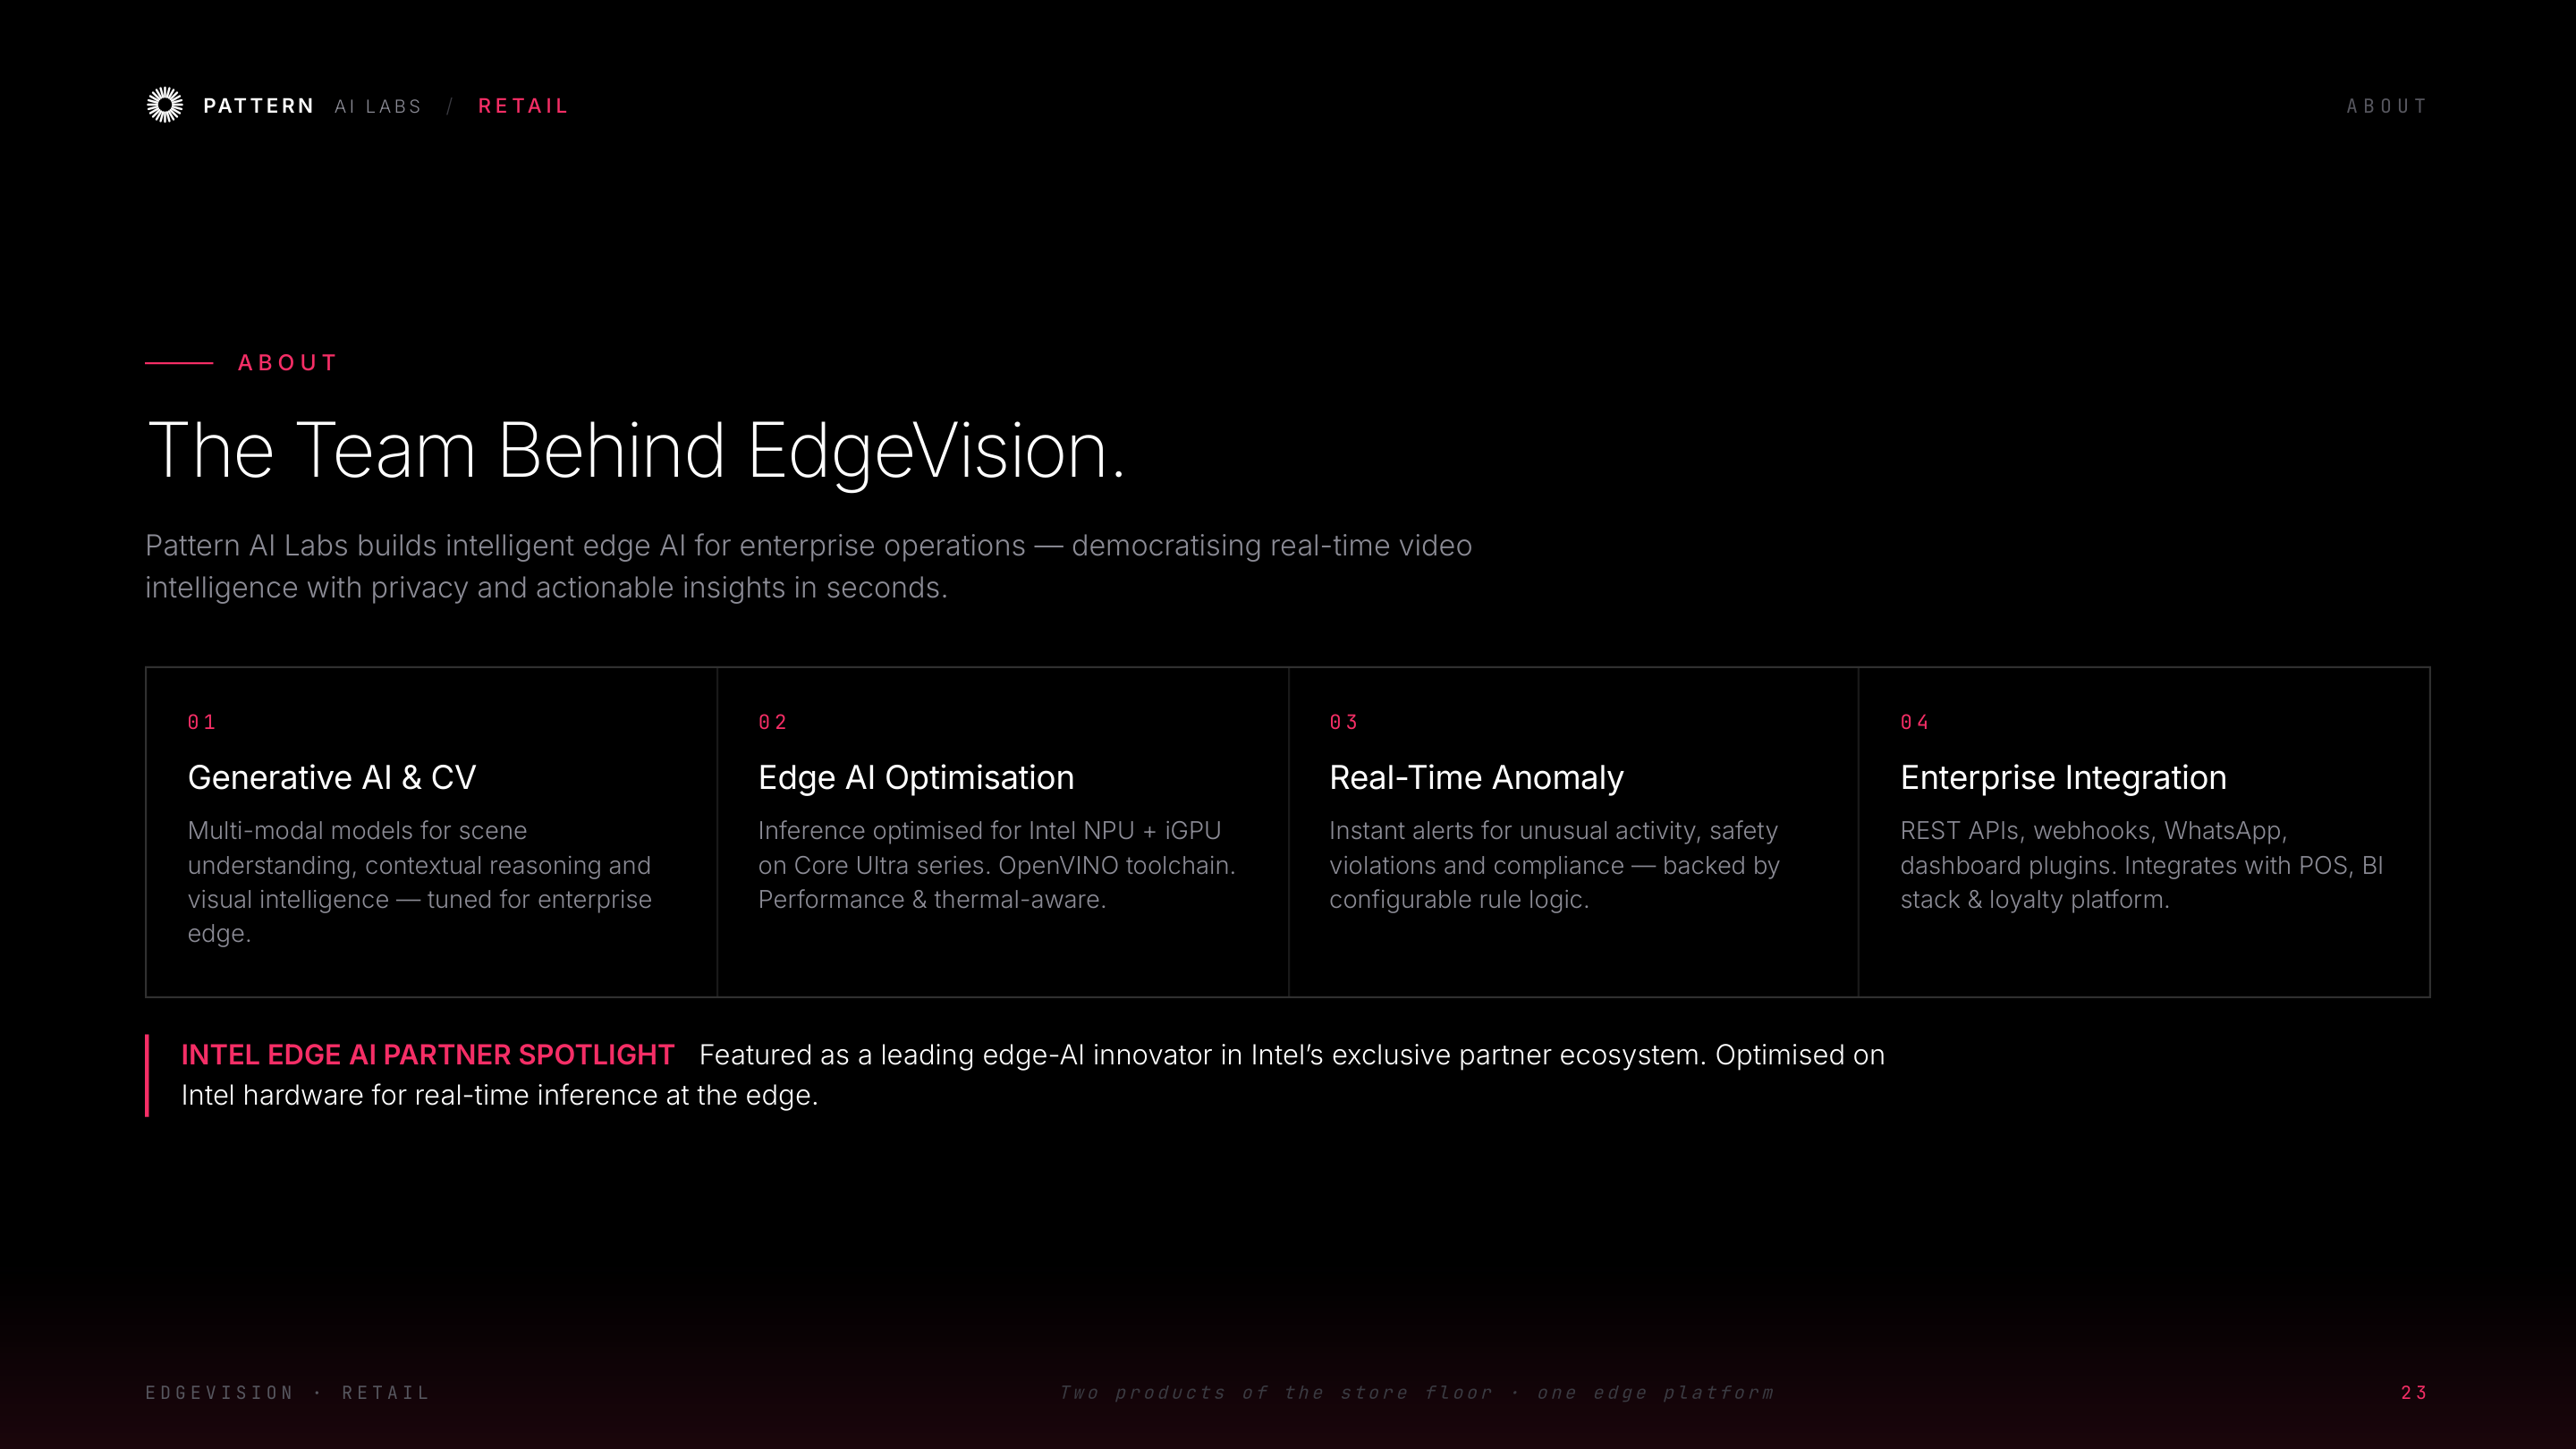 PATTERN AI LABS / RETAIL
ABOUT
ABOUT
The Team Behind EdgeVision.
Pattern AI Labs builds intelligent edge AI for enterprise operations — democratising real-time video
intelligence with privacy and actionable insights in seconds.
01
Generative AI & CV
Multi-modal models for scene
understanding, contextual reasoning and
visual intelligence — tuned for enterprise
edge.
02
Edge AI Optimisation
Inference optimised for Intel NPU + iGPU
on Core Ultra series. OpenVINO toolchain.
Performance & thermal-aware.
03
Real-Time Anomaly
Instant alerts for unusual activity, safety
violations and compliance — backed by
configurable rule logic.
04
Enterprise Integration
REST APIs, webhooks, WhatsApp,
dashboard plugins. Integrates with POS, BI
stack & loyalty platform.
INTEL EDGE AI PARTNER SPOTLIGHT Featured as a leading edge-AI innovator in Intel’s exclusive partner ecosystem. Optimised on
Intel hardware for real-time inference at the edge.
EDGEVISION · RETAIL
Two products of the store floor · one edge platform
23